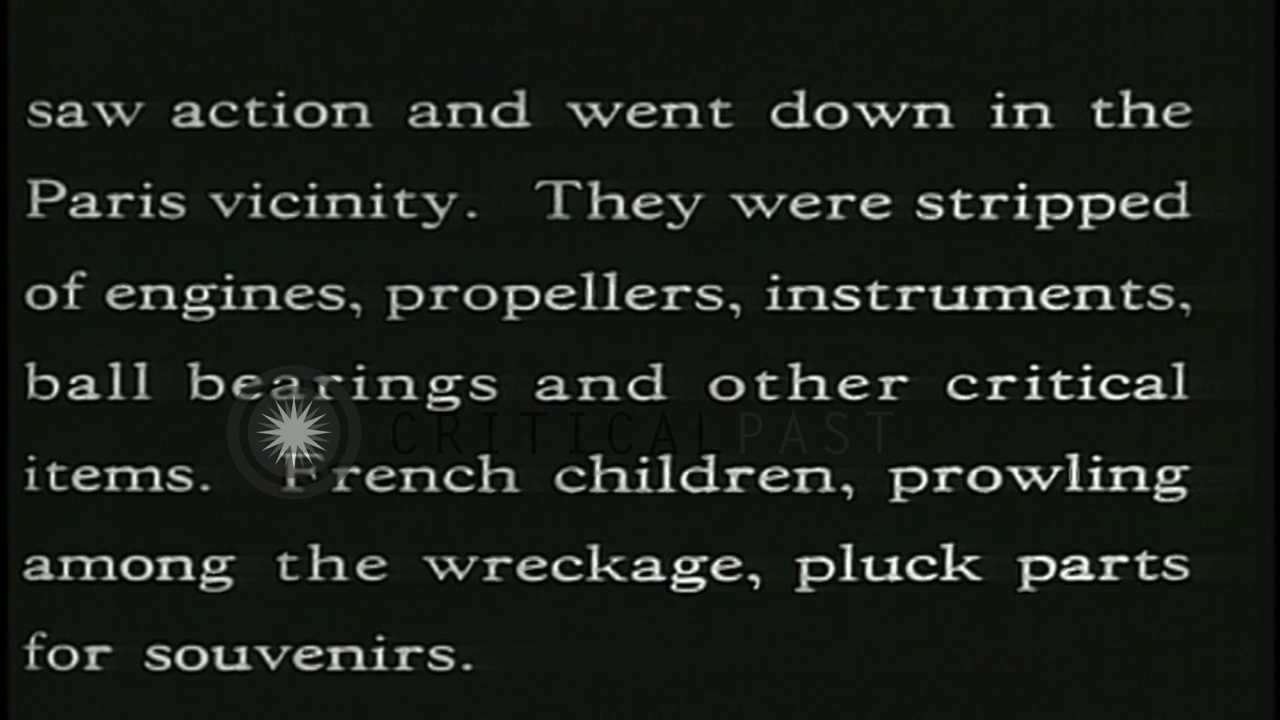 saw action and went down in the
Paris vicinity. They were stripped
of engines, propellers, instruments,
ball bearings and other critical
CRITICALPAST
items. French children, prowling
among the wreckage, pluck parts
for souvenirs.